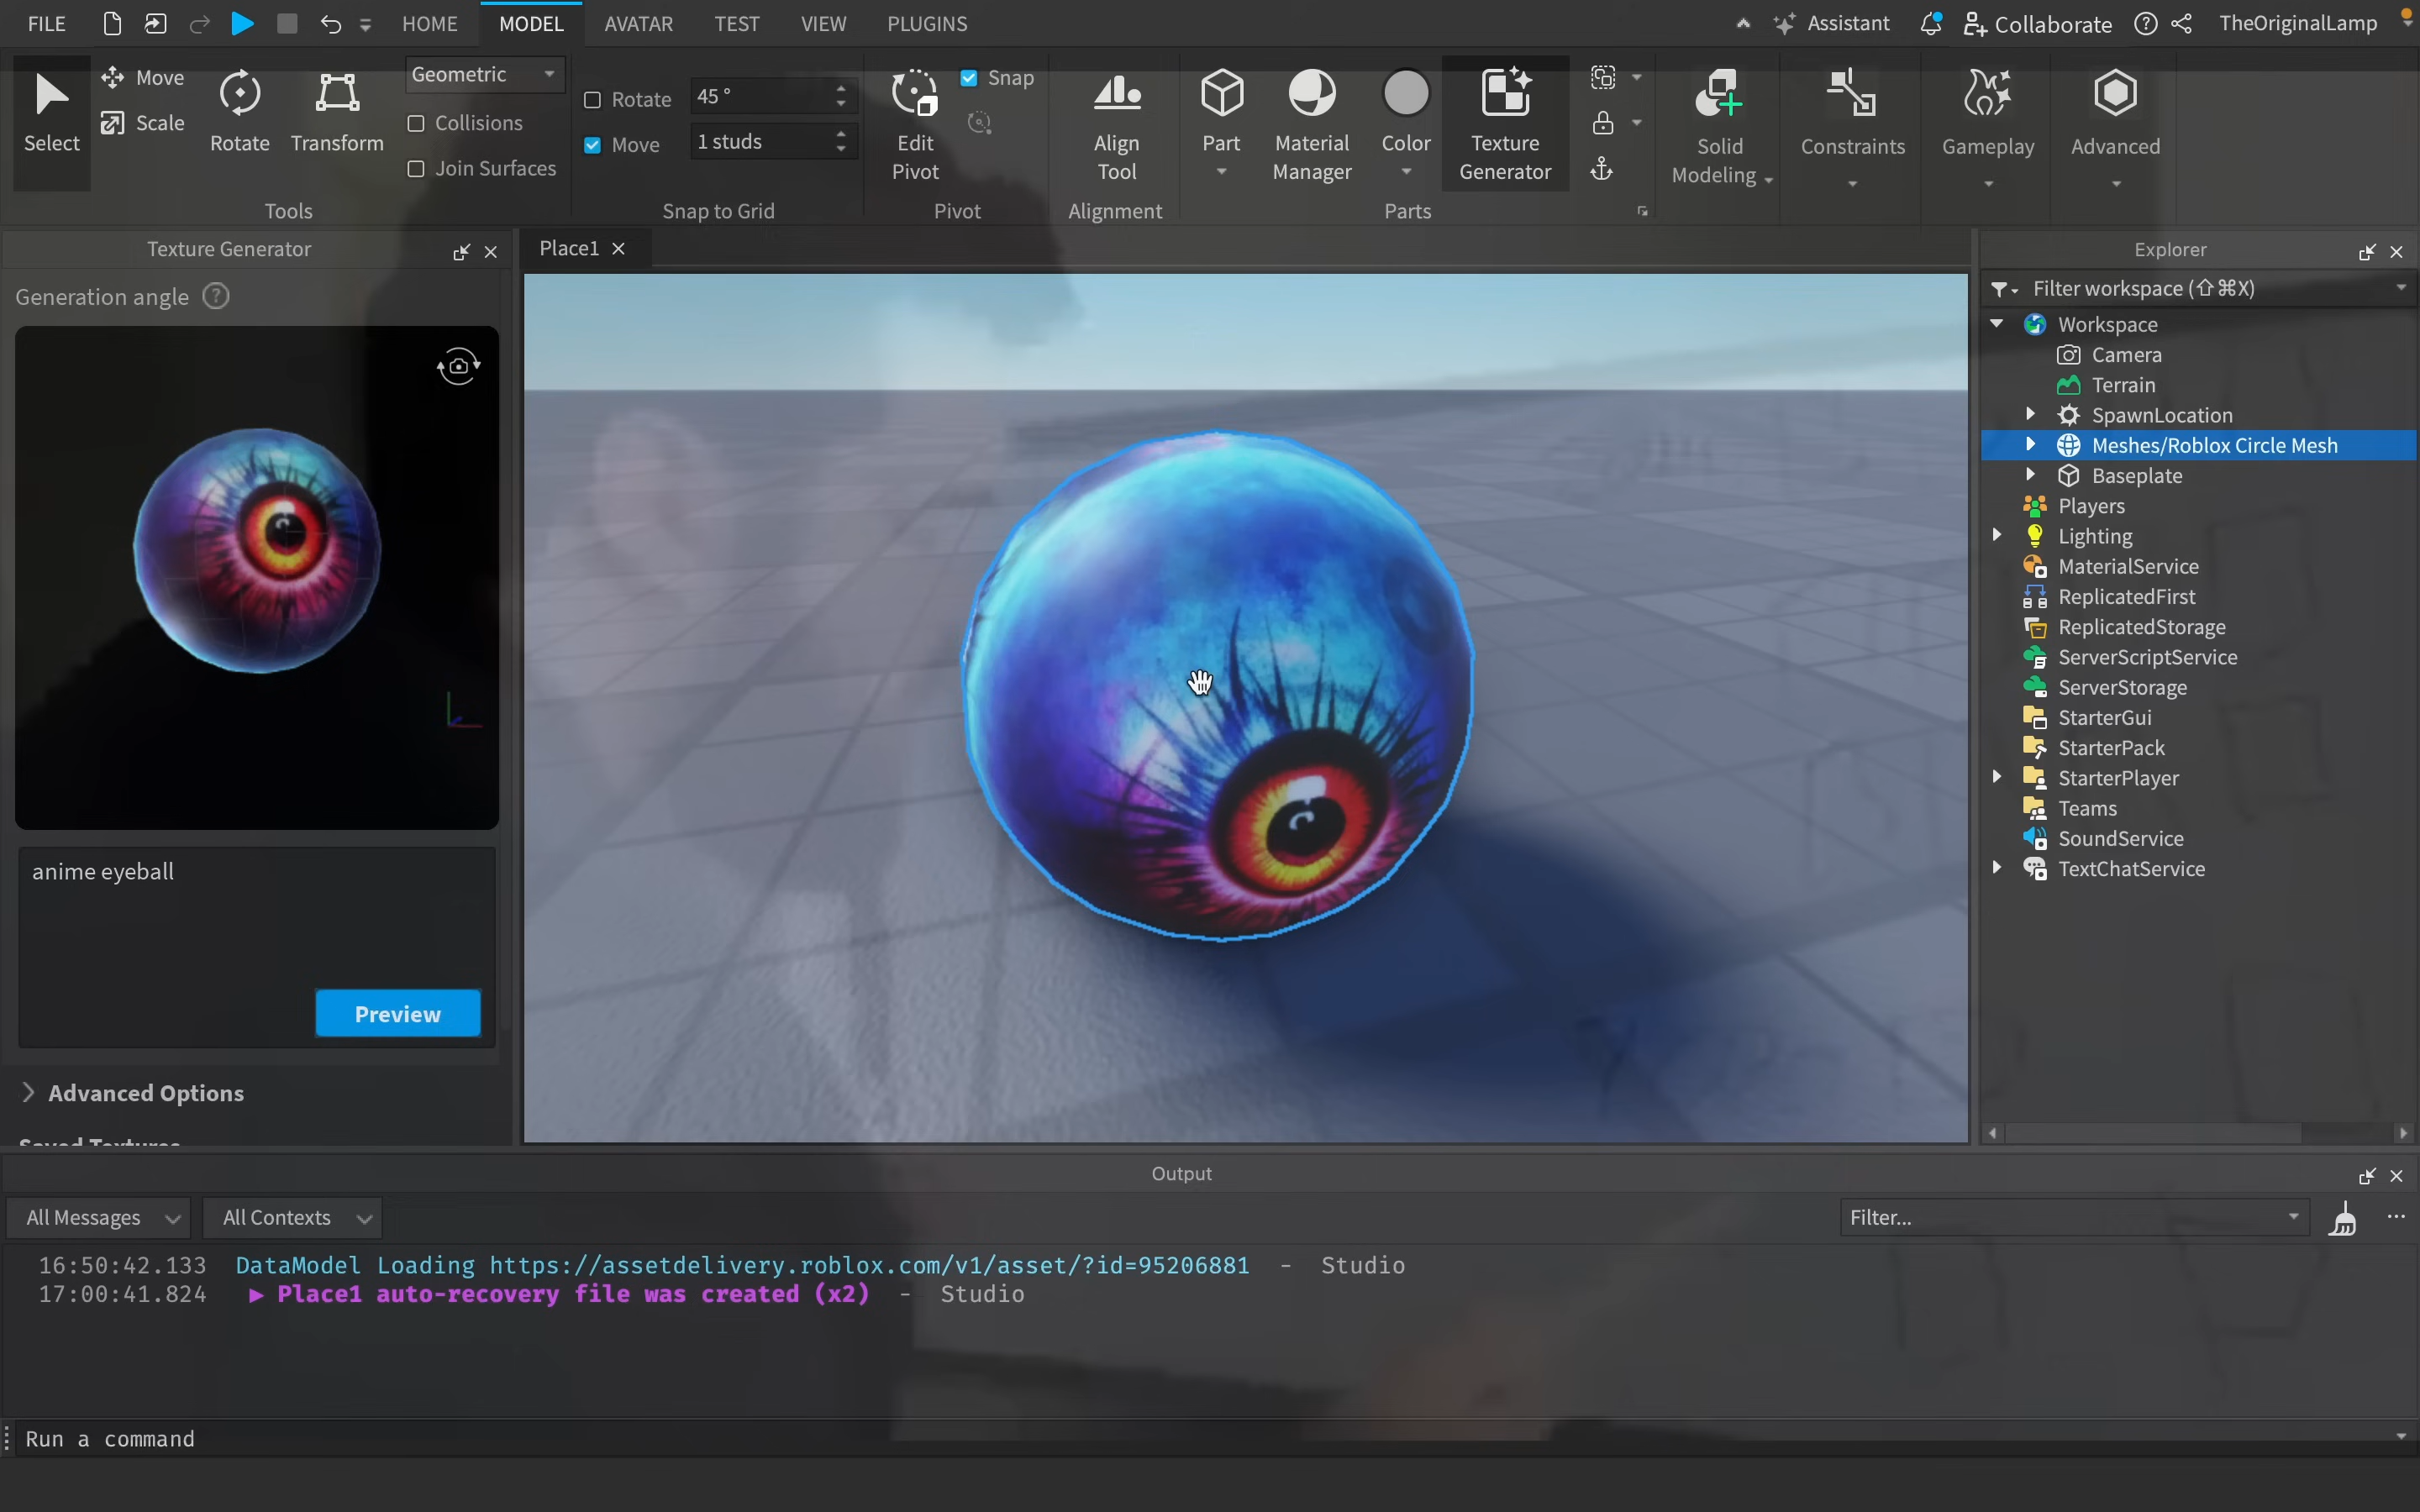 FILE HOME MODEL AVATAR TEST VIEW PLUGINS Assistant Collaborate TheOriginalLamp
Select
Move
Scale
Rotate
Transform
Geometric
Collisions
Join Surfaces
Tools
Rotate 45 °
Move 1 studs
Snap to Grid
Edit
Pivot
Snap
Pivot
Align
Tool
Alignment
Part
Material
Manager
Color
Texture
Generator
Parts
Solid
Modeling
Constraints
Gameplay
Advanced
Texture Generator
Generation angle
anime eyeball
Preview
Advanced Options
Saved Textures
Place1
Explorer
Filter workspace (⇧⌘X)
Workspace
Camera
Terrain
SpawnLocation
Meshes/Roblox Circle Mesh
Baseplate
Players
Lighting
MaterialService
ReplicatedFirst
ReplicatedStorage
ServerScriptService
ServerStorage
StarterGui
StarterPack
StarterPlayer
Teams
SoundService
TextChatService
Output
All Messages All Contexts Filter...
16:50:42.133 DataModel Loading https://assetdelivery.roblox.com/v1/asset/?id=95206881 - Studio
17:00:41.824 ▶ Place1 auto-recovery file was created (x2) - Studio
Run a command